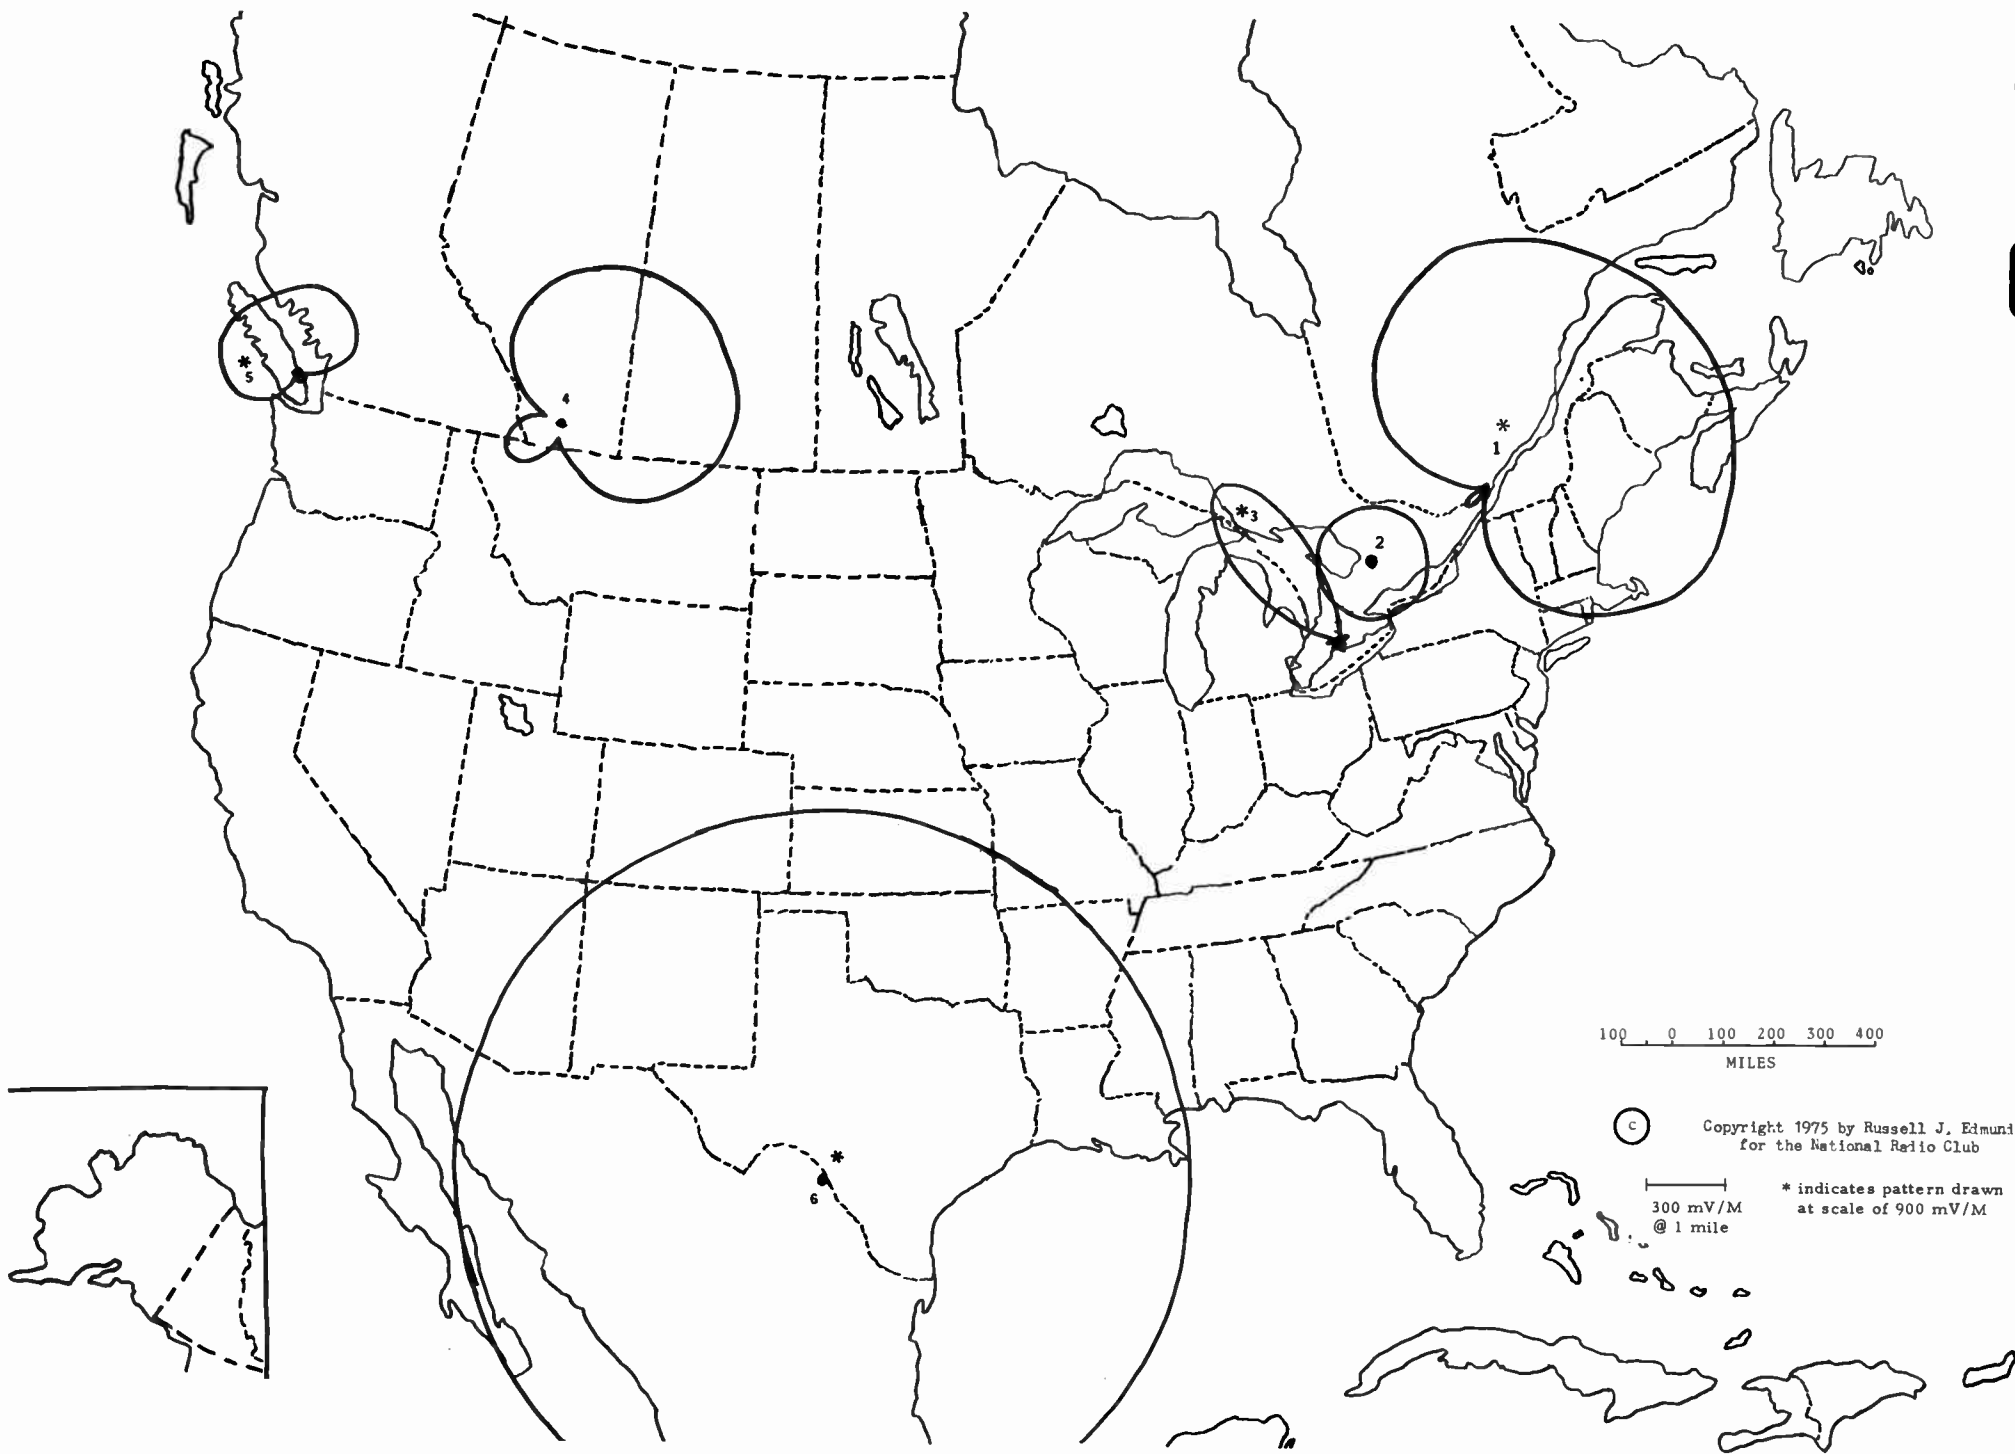 * 5
4
*
1
* 3
2
*
6
100 0 100 200 300 400
MILES
C
Copyright 1975 by Russell J. Edmun
for the National Radio Club
300 mV/M
@ 1 mile
* indicates pattern drawn
at scale of 900 mV/M